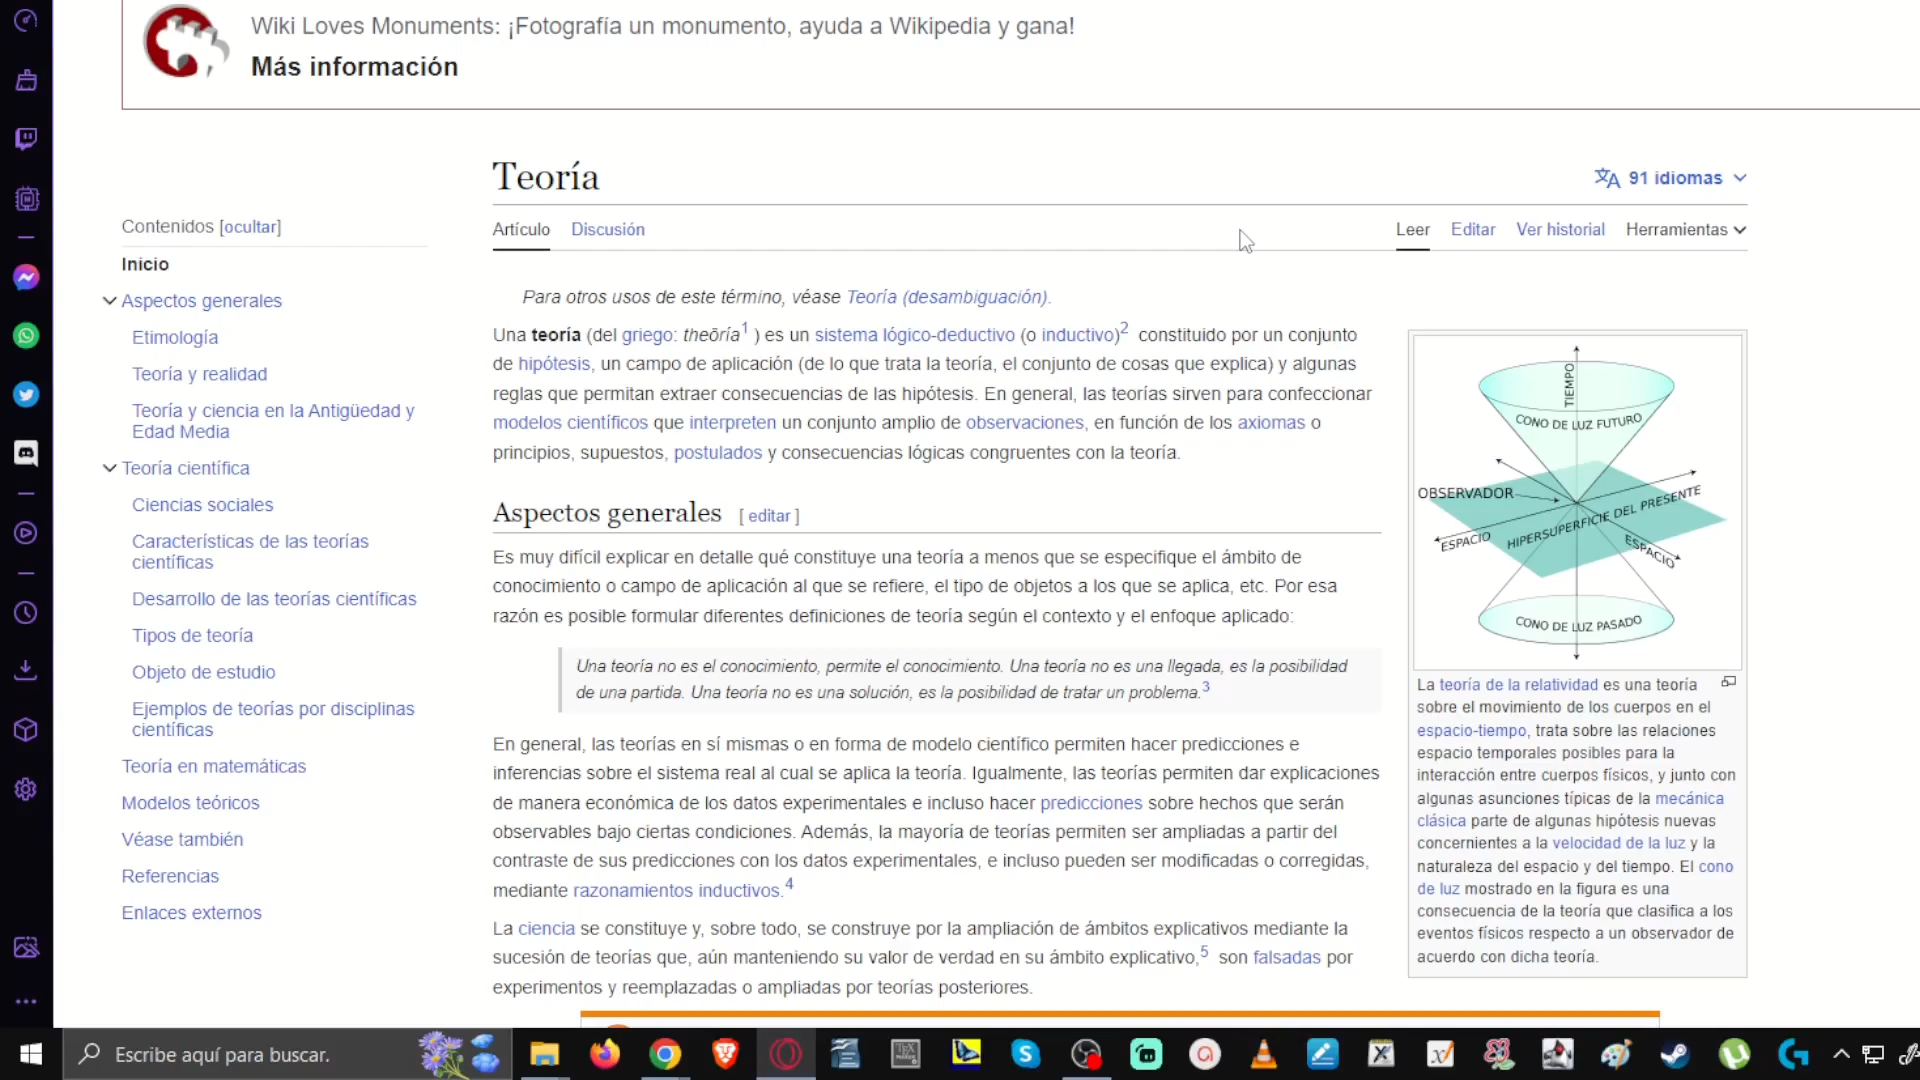 Wiki Loves Monuments: ¡Fotografía un monumento, ayuda a Wikipedia y gana!
Más información
Teoría
91 idiomas
Artículo Discusión Leer Editar Ver historial Herramientas
Contenidos [ocultar]
Inicio
Aspectos generales
Etimología
Teoría y realidad
Teoría y ciencia en la Antigüedad y
Edad Media
Teoría científica
Ciencias sociales
Características de las teorías
científicas
Desarrollo de las teorías científicas
Tipos de teoría
Objeto de estudio
Ejemplos de teorías por disciplinas
científicas
Teoría en matemáticas
Modelos teóricos
Véase también
Referencias
Enlaces externos
Para otros usos de este término, véase Teoría (desambiguación).
Una teoría (del griego: theōría1 ) es un sistema lógico-deductivo (o inductivo)2 constituido por un conjunto
de hipótesis, un campo de aplicación (de lo que trata la teoría, el conjunto de cosas que explica) y algunas
reglas que permitan extraer consecuencias de las hipótesis. En general, las teorías sirven para confeccionar
modelos científicos que interpreten un conjunto amplio de observaciones, en función de los axiomas o
principios, supuestos, postulados y consecuencias lógicas congruentes con la teoría.
Aspectos generales [ editar ]
Es muy difícil explicar en detalle qué constituye una teoría a menos que se especifique el ámbito de
conocimiento o campo de aplicación al que se refiere, el tipo de objetos a los que se aplica, etc. Por esa
razón es posible formular diferentes definiciones de teoría según el contexto y el enfoque aplicado:
Una teoría no es el conocimiento, permite el conocimiento. Una teoría no es una llegada, es la posibilidad
de una partida. Una teoría no es una solución, es la posibilidad de tratar un problema.3
En general, las teorías en sí mismas o en forma de modelo científico permiten hacer predicciones e
inferencias sobre el sistema real al cual se aplica la teoría. Igualmente, las teorías permiten dar explicaciones
de manera económica de los datos experimentales e incluso hacer predicciones sobre hechos que serán
observables bajo ciertas condiciones. Además, la mayoría de teorías permiten ser ampliadas a partir del
contraste de sus predicciones con los datos experimentales, e incluso pueden ser modificadas o corregidas,
mediante razonamientos inductivos.4
La ciencia se constituye y, sobre todo, se construye por la ampliación de ámbitos explicativos mediante la
sucesión de teorías que, aún manteniendo su valor de verdad en su ámbito explicativo,5 son falsadas por
experimentos y reemplazadas o ampliadas por teorías posteriores.
TIEMPO
CONO DE LUZ FUTURO
OBSERVADOR
HIPERSUPERFICIE DEL PRESENTE
ESPACIO
ESPACIO
CONO DE LUZ PASADO
La teoría de la relatividad es una teoría
sobre el movimiento de los cuerpos en el
espacio-tiempo, trata sobre las relaciones
espacio temporales posibles para la
interacción entre cuerpos físicos, y junto con
algunas asunciones típicas de la mecánica
clásica parte de algunas hipótesis nuevas
concernientes a la velocidad de la luz y la
naturaleza del espacio y del tiempo. El cono
de luz mostrado en la figura es una
consecuencia de la teoría que clasifica a los
eventos físicos respecto a un observador de
acuerdo con dicha teoría.
Escribe aquí para buscar.